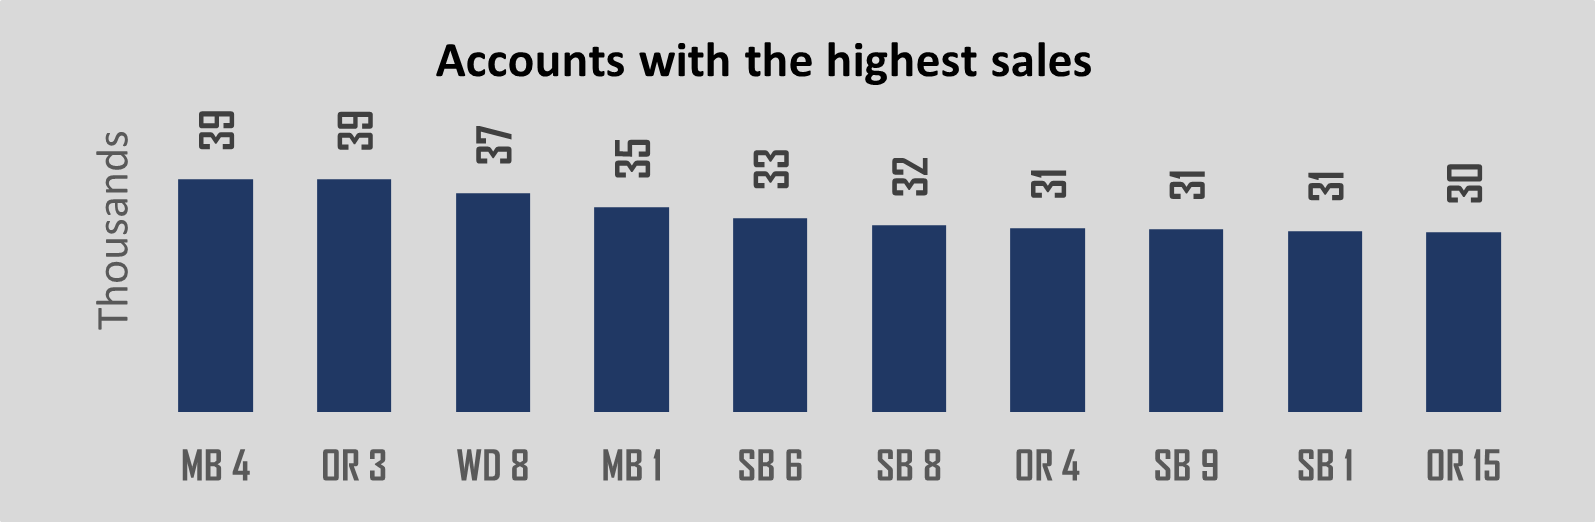 Accounts with the highest sales
Thousands
39 39 37 35 33 32 31 31 31 30
MB 4 OR 3 WD 8 MB 1 SB 6 SB 8 OR 4 SB 9 SB 1 OR 15